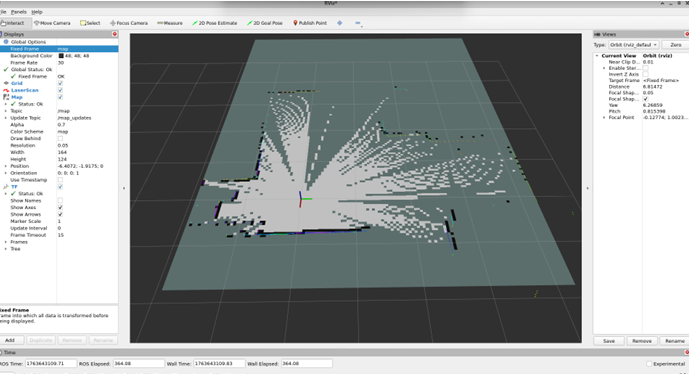 RViz*
File Panels Help
Interact Move Camera Select Focus Camera Measure 2D Pose Estimate 2D Goal Pose Publish Point
Displays
Global Options
Fixed Frame map
Background Color 48; 48; 48
Frame Rate 30
Global Status: Ok
Fixed Frame OK
Grid
LaserScan
Map
Status: Ok
Topic /map
Update Topic /map_updates
Alpha 0.7
Color Scheme map
Draw Behind
Resolution 0.05
Width 164
Height 124
Position -6.4072; -1.9175; 0
Orientation 0; 0; 0; 1
Use Timestamp
TF
Status: Ok
Show Names
Show Axes
Show Arrows
Marker Scale 1
Update Interval 0
Frame Timeout 15
Frames
Tree
Fixed Frame
Frame into which all data is transformed before
being displayed.
Add Duplicate Remove Rename
Views
Type: Orbit (rviz_defaul Zero
Current View Orbit (rviz)
Near Clip D... 0.01
Enable Ster...
Invert Z Axis
Target Frame <Fixed Frame>
Distance 8.81472
Focal Shap... 0.05
Focal Shap...
Yaw 6.26859
Pitch 0.815398
Focal Point -0.12774; 1.0023...
Save Remove Rename
Time
ROS Time: 1763643109.71 ROS Elapsed: 364.08 Wall Time: 1763643109.83 Wall Elapsed: 364.08 Experimental